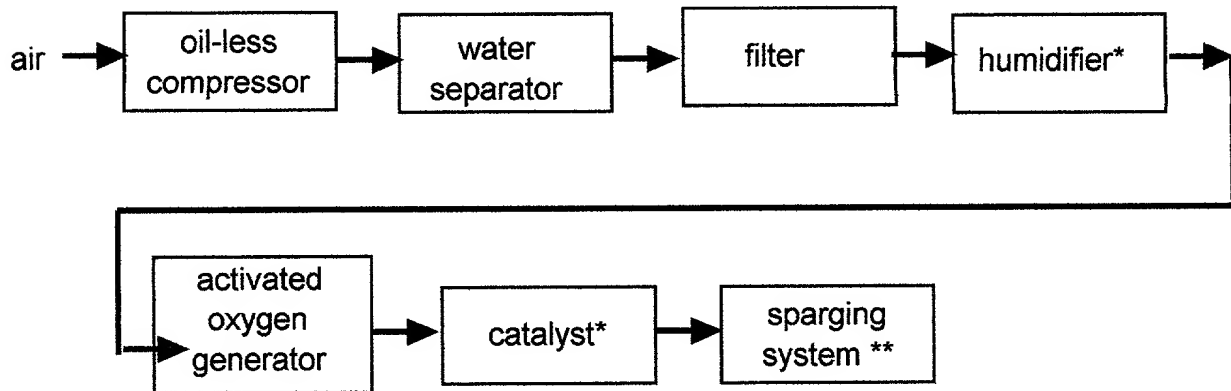 air
oil-less
compressor
water
separator
filter
humidifier*
activated
oxygen
generator
catalyst*
sparging
system **